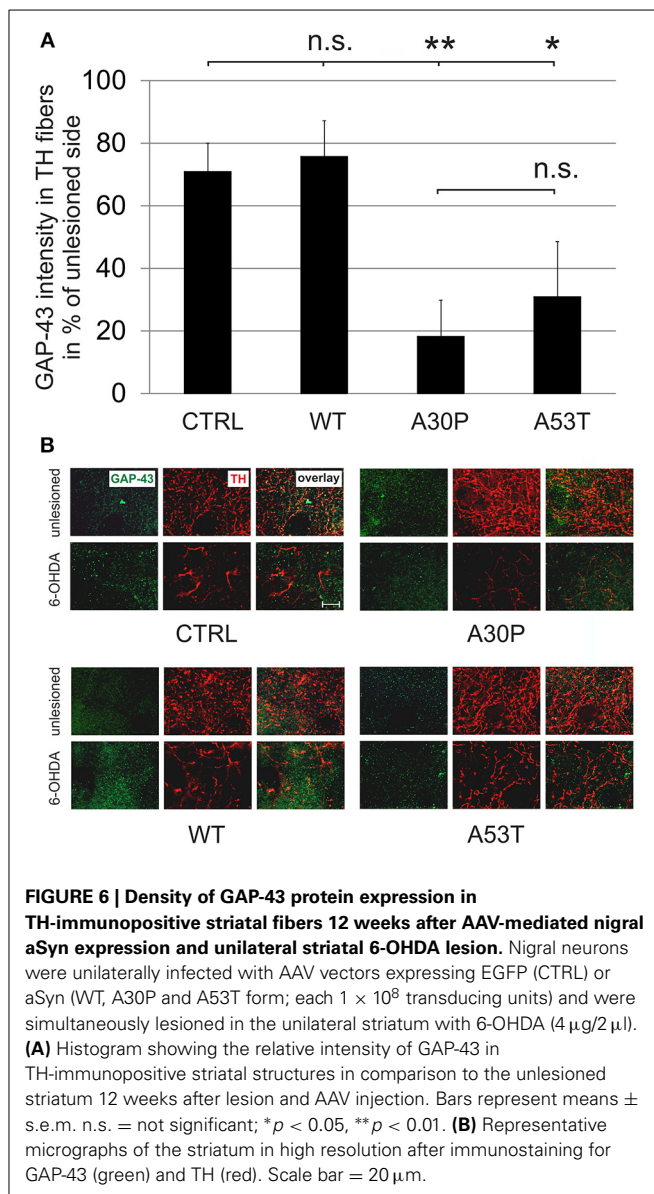 A
n.s.
**
*
100
80
60
40
20
0
GAP-43 intensity in TH fibers
in % of unlesioned side
n.s.
CTRL
WT
A30P
A53T
B
unlesioned
GAP-43
TH
overlay
6-OHDA
CTRL
A30P
unlesioned
6-OHDA
WT
A53T
FIGURE 6 | Density of GAP-43 protein expression in
TH-immunopositive striatal fibers 12 weeks after AAV-mediated nigral
aSyn expression and unilateral striatal 6-OHDA lesion. Nigral neurons
were unilaterally infected with AAV vectors expressing EGFP (CTRL) or
aSyn (WT, A30P and A53T form; each 1 × 10⁸ transducing units) and were
simultaneously lesioned in the unilateral striatum with 6-OHDA (4 μg/2 μl).
(A) Histogram showing the relative intensity of GAP-43 in
TH-immunopositive striatal structures in comparison to the unlesioned
striatum 12 weeks after lesion and AAV injection. Bars represent means ±
s.e.m. n.s. = not significant; *p < 0.05, **p < 0.01. (B) Representative
micrographs of the striatum in high resolution after immunostaining for
GAP-43 (green) and TH (red). Scale bar = 20 μm.